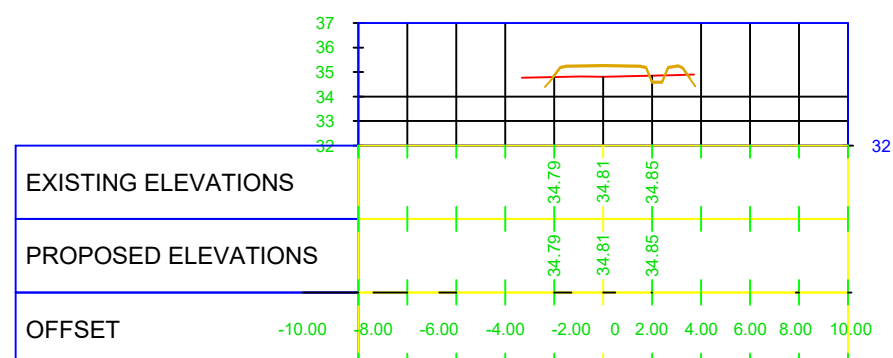 37
36
35
34
33
32
32
EXISTING ELEVATIONS 34.79 34.81 34.85
PROPOSED ELEVATIONS 34.79 34.81 34.85
OFFSET -10.00 -8.00 -6.00 -4.00 -2.00 0 2.00 4.00 6.00 8.00 10.00